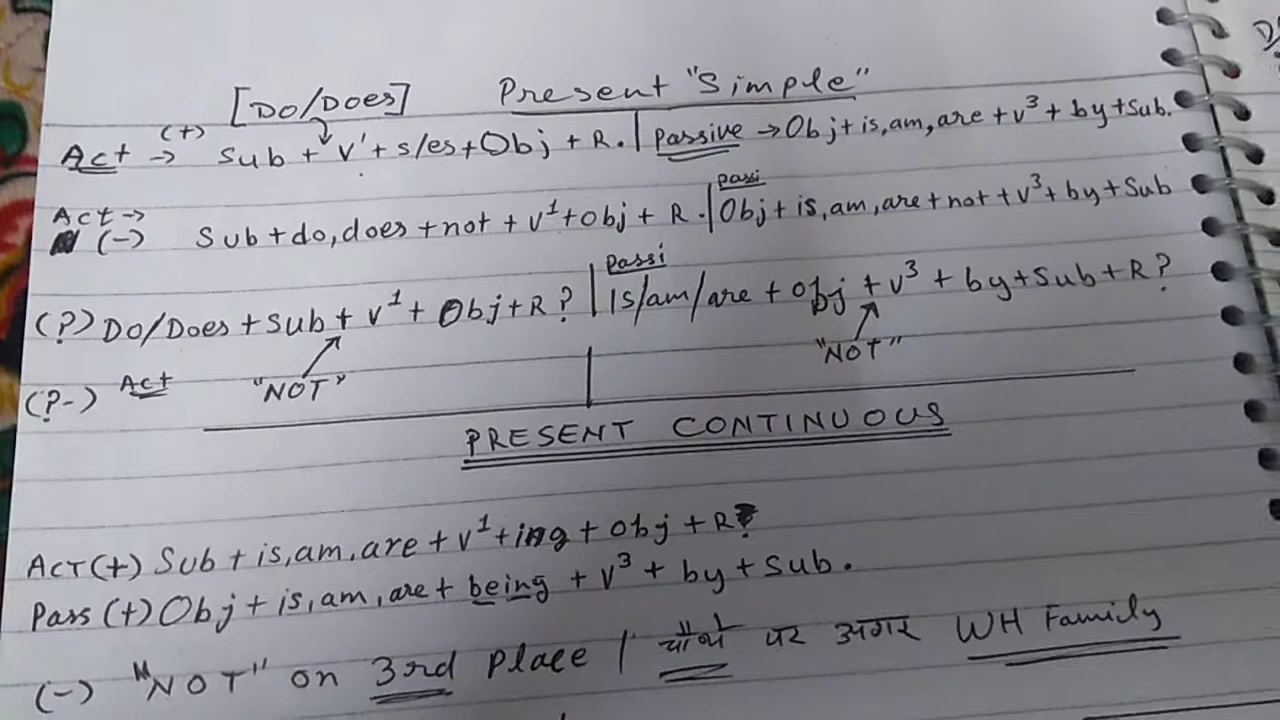 [DO/DOES] Present "Simple"
(+)
Act → Sub + V' + s/es + Obj + R. | Passive → Obj + is, am, are + V³ + by + Sub.
Act → passi
(-) Sub + do, does + not + V¹ + Obj + R. | Obj + is, am, are + not + V³ + by + Sub
Passi
(?) DO/DOES + Sub + V¹ + Obj + R? | Is/am/are + Obj + V³ + by + Sub + R?
(?-) Act "NOT" "NOT"
PRESENT CONTINUOUS
ACT (+) Sub + is, am, are + V¹ + ing + Obj + R
Pass (+) Obj + is, am, are + being + V³ + by + Sub.
(-) "NOT" on 3rd Place | पर अगर WH Family